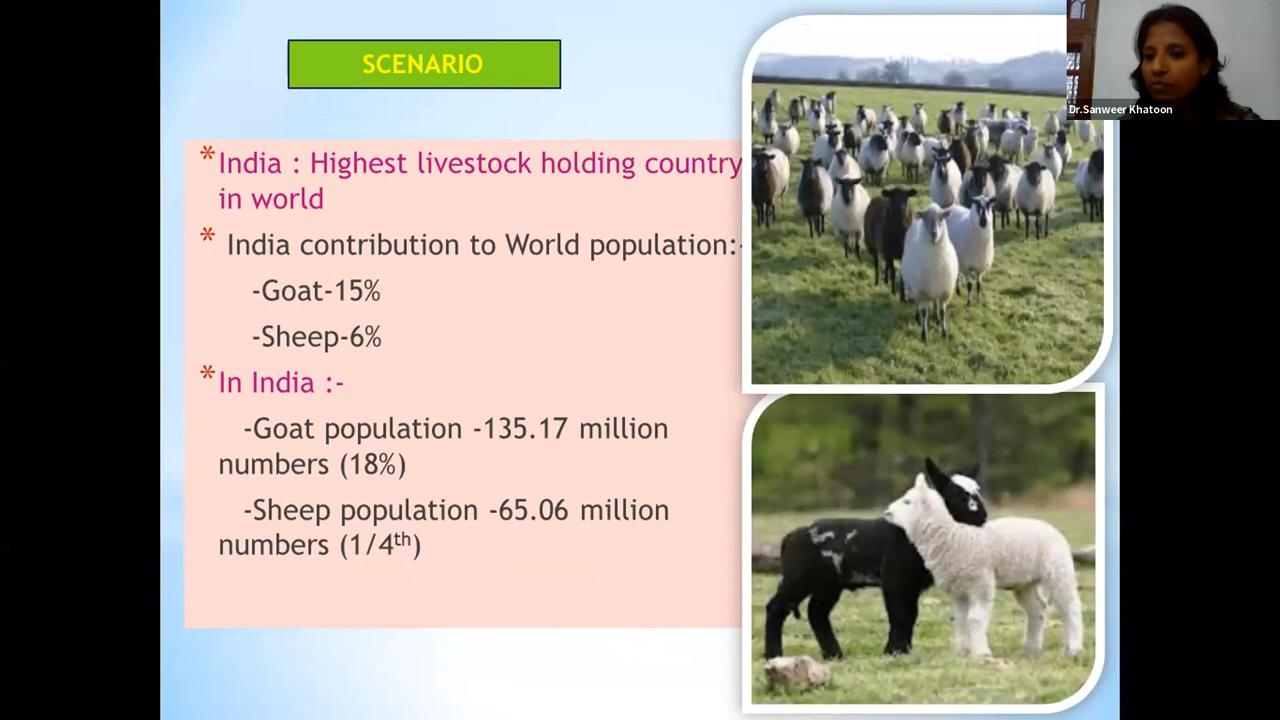 SCENARIO
*India : Highest livestock holding country
in world
* India contribution to World population:-
-Goat-15%
-Sheep-6%
*In India :-
-Goat population -135.17 million
numbers (18%)
-Sheep population -65.06 million
numbers (1/4th)
Dr.Sanweer Khatoon